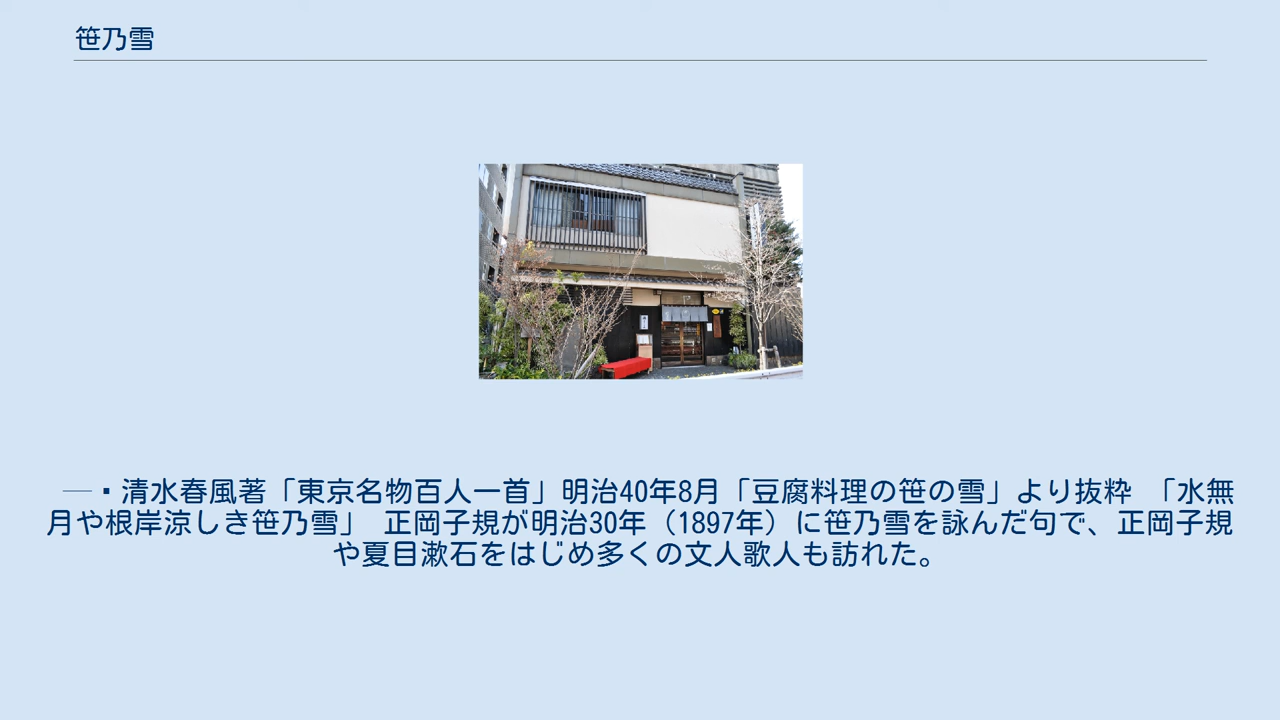 笹乃雪
―▪清水春風著「東京名物百人一首」明治40年8月「豆腐料理の笹の雪」より抜粋　「水無
月や根岸涼しき笹乃雪」　正岡子規が明治30年（1897年）に笹乃雪を詠んだ句で、正岡子規
や夏目漱石をはじめ多くの文人歌人も訪れた。